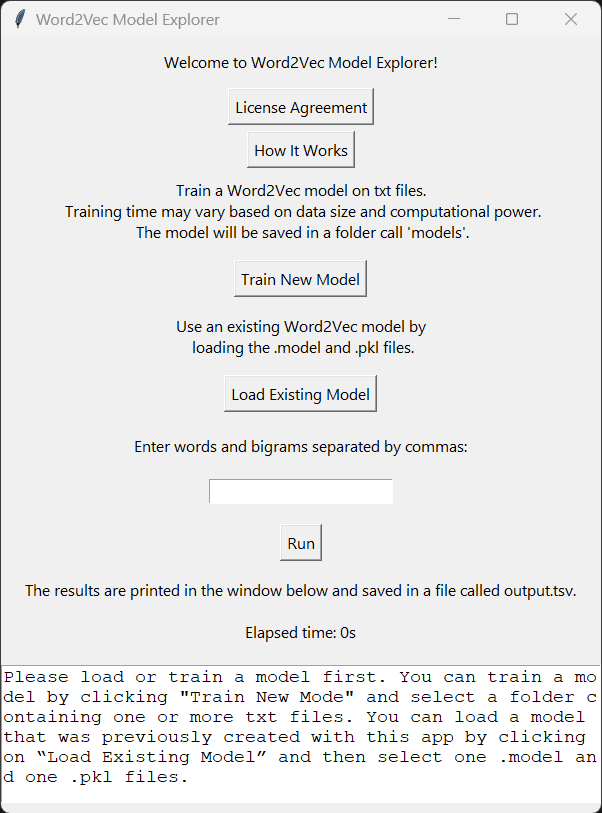 Word2Vec Model Explorer
Welcome to Word2Vec Model Explorer!
License Agreement
How It Works
Train a Word2Vec model on txt files.
Training time may vary based on data size and computational power.
The model will be saved in a folder call 'models'.
Train New Model
Use an existing Word2Vec model by
loading the .model and .pkl files.
Load Existing Model
Enter words and bigrams separated by commas:
Run
The results are printed in the window below and saved in a file called output.tsv.
Elapsed time: 0s
Please load or train a model first. You can train a mo
del by clicking "Train New Mode" and select a folder c
ontaining one or more txt files. You can load a model
that was previously created with this app by clicking
on “Load Existing Model” and then select one .model an
d one .pkl files.